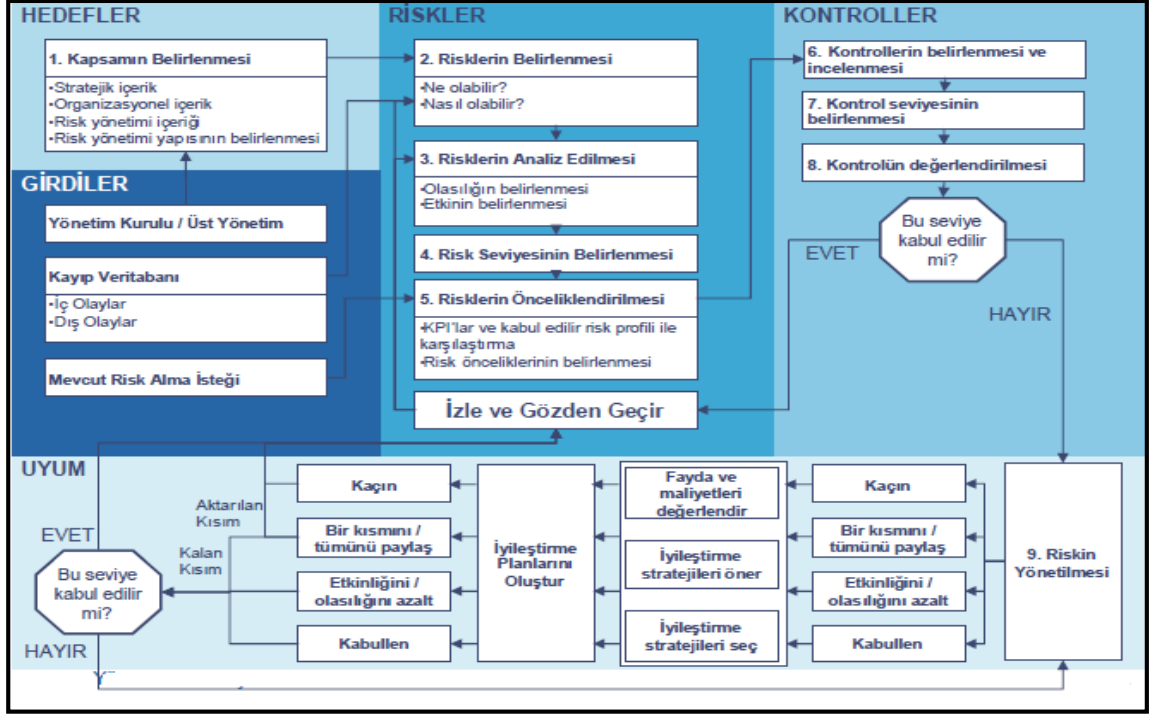 HEDEFLER
1. Kapsamın Belirlenmesi
•Stratejik içerik
•Organizasyonel içerik
•Risk yönetimi içeriği
•Risk yönetimi yapısının belirlenmesi
GİRDİLER
Yönetim Kurulu / Üst Yönetim
Kayıp Veritabanı
•İç Olaylar
•Dış Olaylar
Mevcut Risk Alma İsteği
RİSKLER
2. Risklerin Belirlenmesi
•Ne olabilir?
•Nasıl olabilir?
3. Risklerin Analiz Edilmesi
•Olasılığın belirlenmesi
•Etkinin belirlenmesi
4. Risk Seviyesinin Belirlenmesi
5. Risklerin Önceliklendirilmesi
•KPI'lar ve kabul edilir risk profili ile
karşılaştırma
•Risk önceliklerinin belirlenmesi
İzle ve Gözden Geçir
KONTROLLER
6. Kontrollerin belirlenmesi ve
incelenmesi
7. Kontrol seviyesinin
belirlenmesi
8. Kontrolün değerlendirilmesi
Bu seviye
kabul edilir
mi?
EVET
HAYIR
UYUM
EVET
Bu seviye
kabul edilir
mi?
HAYIR
Aktarılan
Kısım
Kalan
Kısım
Kaçın
Bir kısmını /
tümünü paylaş
Etkinliğini /
olasılığını azalt
Kabullen
İyileştirme
Planlarını
Oluştur
Fayda ve
maliyetleri
değerlendir
İyileştirme
stratejileri öner
İyileştirme
stratejileri seç
Kaçın
Bir kısmını /
tümünü paylaş
Etkinliğini /
olasılığını azalt
Kabullen
9. Riskin
Yönetilmesi